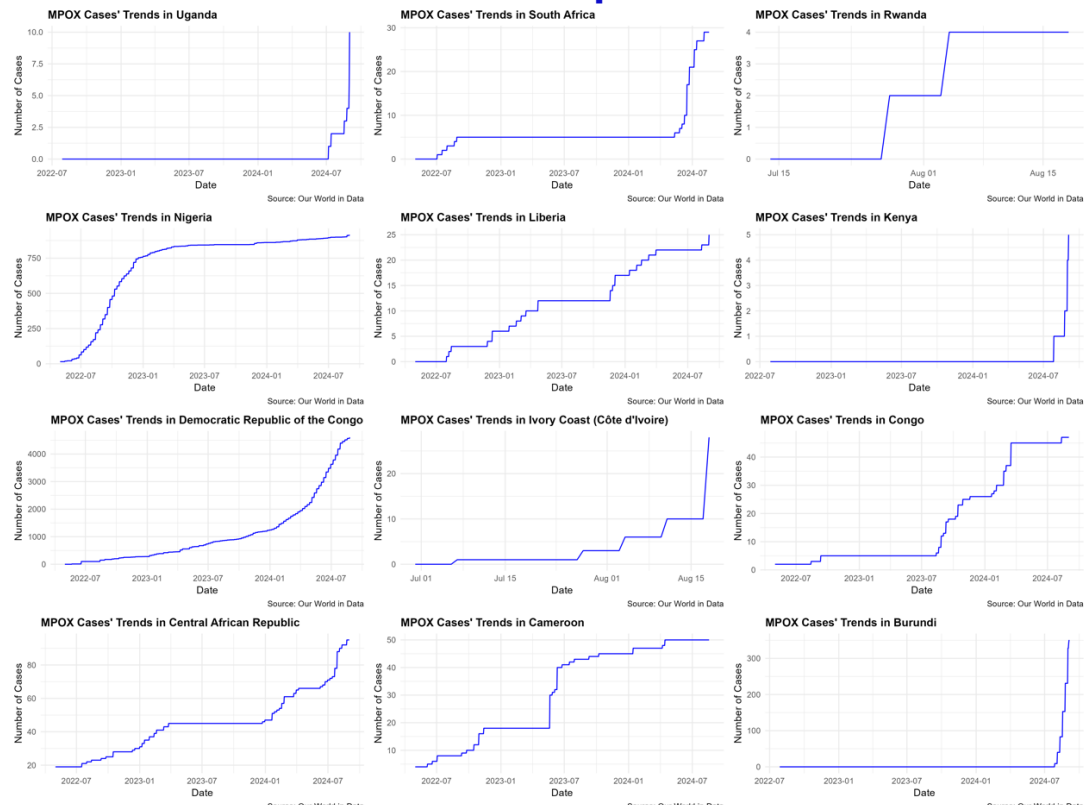 MPOX Cases' Trends in Uganda
Number of Cases
10.0
7.5
5.0
2.5
0.0
2022-07
2023-01
2023-07
2024-01
2024-07
Date
Source: Our World in Data
MPOX Cases' Trends in South Africa
Number of Cases
30
20
10
0
2022-07
2023-01
2023-07
2024-01
2024-07
Date
Source: Our World in Data
MPOX Cases' Trends in Rwanda
Number of Cases
4
3
2
1
0
Jul 15
Aug 01
Aug 15
Date
Source: Our World in Data
MPOX Cases' Trends in Nigeria
Number of Cases
750
500
250
0
2022-07
2023-01
2023-07
2024-01
2024-07
Date
Source: Our World in Data
MPOX Cases' Trends in Liberia
Number of Cases
25
20
15
10
5
0
2022-07
2023-01
2023-07
2024-01
2024-07
Date
Source: Our World in Data
MPOX Cases' Trends in Kenya
Number of Cases
5
4
3
2
1
0
2022-07
2023-01
2023-07
2024-01
2024-07
Date
Source: Our World in Data
MPOX Cases' Trends in Democratic Republic of the Congo
Number of Cases
4000
3000
2000
1000
0
2022-07
2023-01
2023-07
2024-01
2024-07
Date
Source: Our World in Data
MPOX Cases' Trends in Ivory Coast (Côte d'Ivoire)
Number of Cases
20
10
0
Jul 01
Jul 15
Aug 01
Aug 15
Date
Source: Our World in Data
MPOX Cases' Trends in Congo
Number of Cases
40
30
20
10
0
2022-07
2023-01
2023-07
2024-01
2024-07
Date
Source: Our World in Data
MPOX Cases' Trends in Central African Republic
Number of Cases
80
60
40
20
2022-07
2023-01
2023-07
2024-01
2024-07
Date
Source: Our World in Data
MPOX Cases' Trends in Cameroon
Number of Cases
50
40
30
20
10
2022-07
2023-01
2023-07
2024-01
2024-07
Date
Source: Our World in Data
MPOX Cases' Trends in Burundi
Number of Cases
300
200
100
0
2022-07
2023-01
2023-07
2024-01
2024-07
Date
Source: Our World in Data